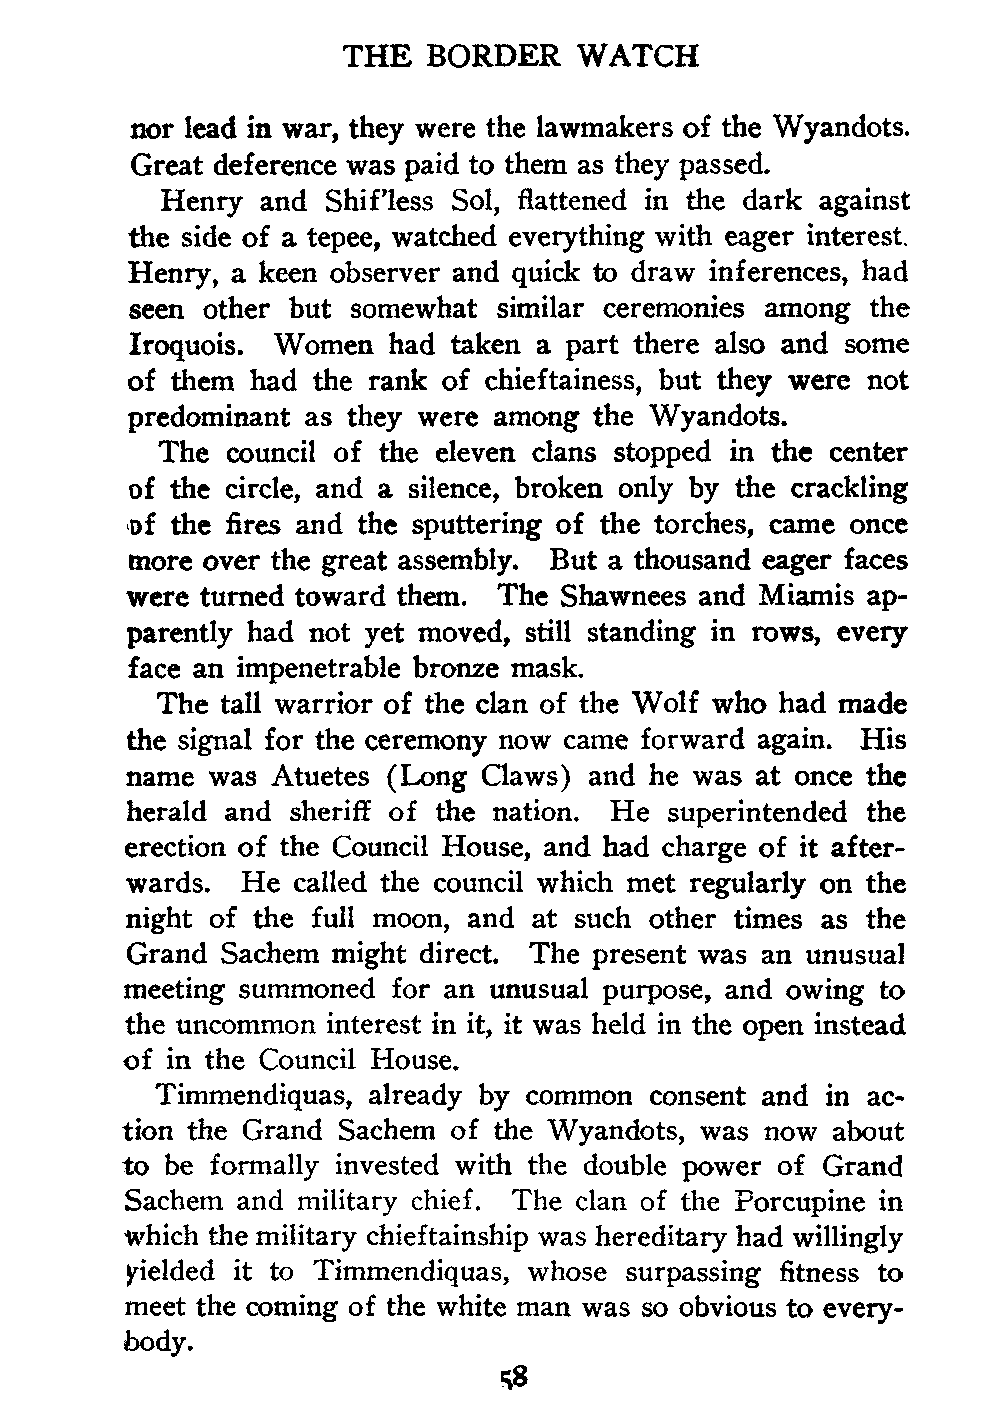 THE BORDER WATCH
nor lead in war, they were the lawmakers of the Wyandots.
Great deference was paid to them as they passed.
Henry and Shif'less Sol, flattened in the dark against
the side of a tepee, watched everything with eager interest.
Henry, a keen observer and quick to draw inferences, had
seen other but somewhat similar ceremonies among the
Iroquois. Women had taken a part there also and some
of them had the rank of chieftainess, but they were not
predominant as they were among the Wyandots.
The council of the eleven clans stopped in the center
of the circle, and a silence, broken only by the crackling
of the fires and the sputtering of the torches, came once
more over the great assembly. But a thousand eager faces
were turned toward them. The Shawnees and Miamis ap-
parently had not yet moved, still standing in rows, every
face an impenetrable bronze mask.
The tall warrior of the clan of the Wolf who had made
the signal for the ceremony now came forward again. His
name was Atuetes (Long Claws) and he was at once the
herald and sheriff of the nation. He superintended the
erection of the Council House, and had charge of it after-
wards. He called the council which met regularly on the
night of the full moon, and at such other times as the
Grand Sachem might direct. The present was an unusual
meeting summoned for an unusual purpose, and owing to
the uncommon interest in it, it was held in the open instead
of in the Council House.
Timmendiquas, already by common consent and in ac-
tion the Grand Sachem of the Wyandots, was now about
to be formally invested with the double power of Grand
Sachem and military chief. The clan of the Porcupine in
which the military chieftainship was hereditary had willingly
yielded it to Timmendiquas, whose surpassing fitness to
meet the coming of the white man was so obvious to every-
body.
58